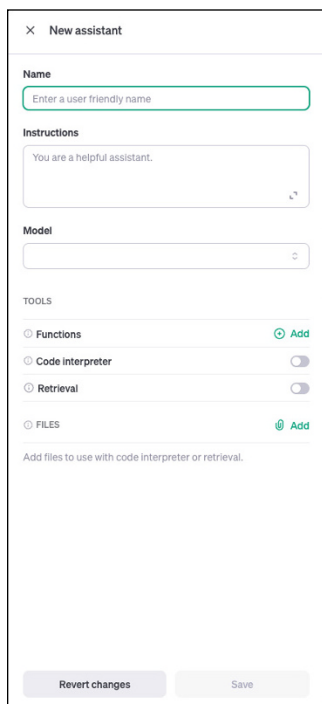 New assistant
Name
Enter a user friendly name
Instructions
You are a helpful assistant.
Model
TOOLS
Functions Add
Code interpreter
Retrieval
FILES Add
Add files to use with code interpreter or retrieval.
Revert changes Save